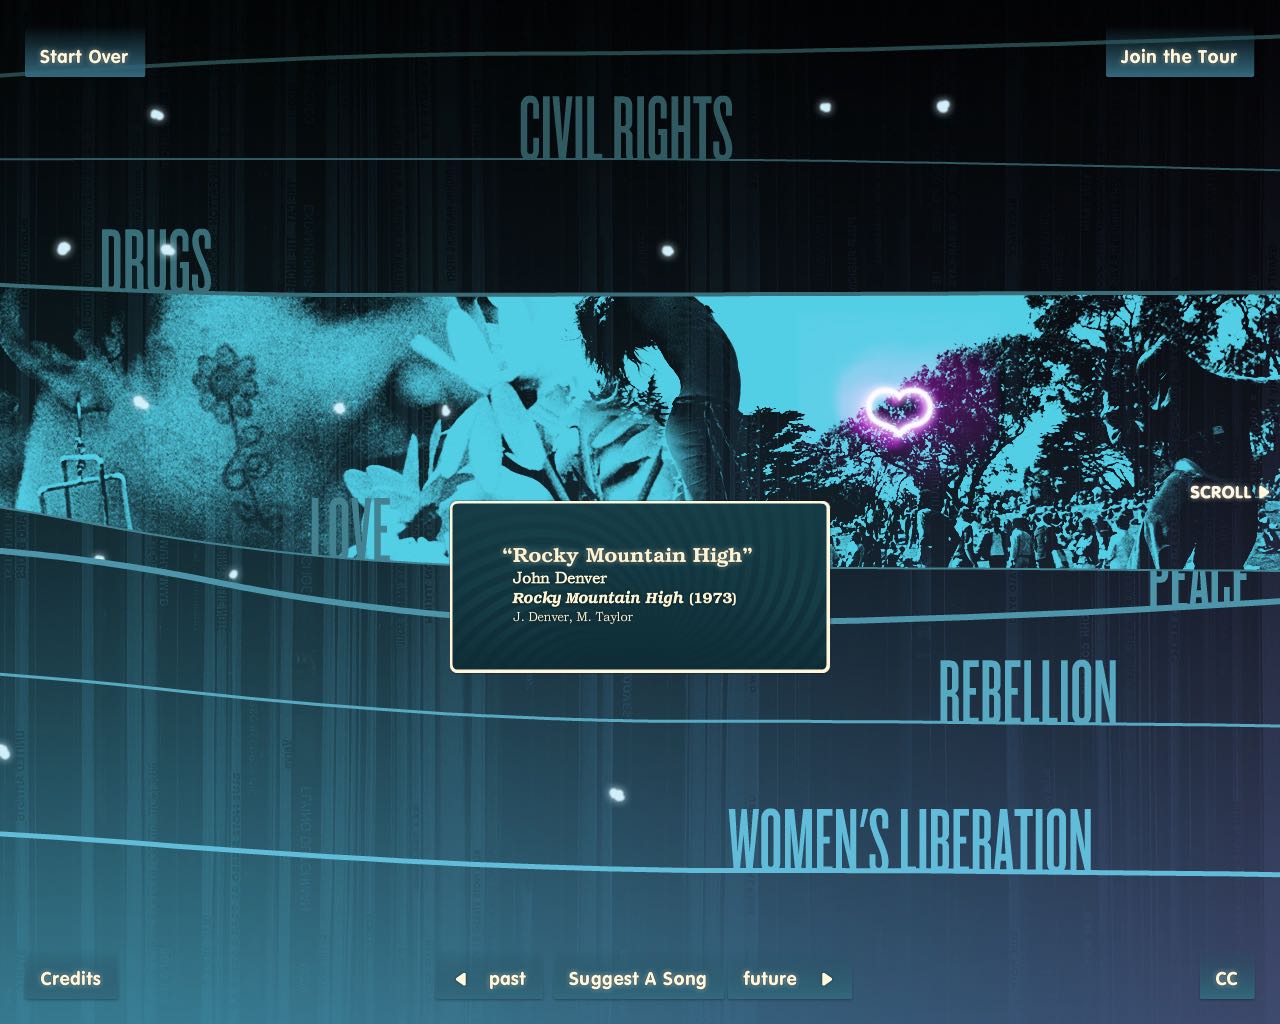 Start Over
Join the Tour
CIVIL RIGHTS
DRUGS
SCROLL
LOVE
“Rocky Mountain High”
John Denver
Rocky Mountain High (1973)
J. Denver, M. Taylor
PEACE
REBELLION
WOMEN'S LIBERATION
Credits
past
Suggest A Song
future
CC